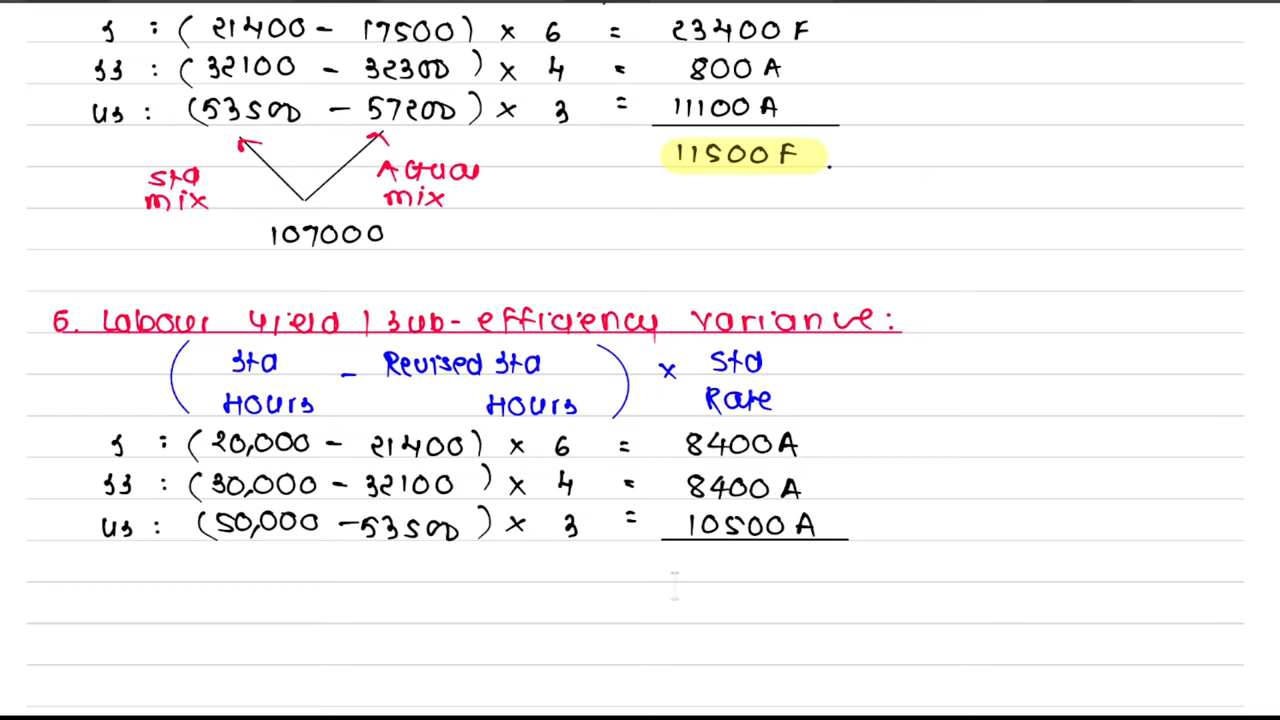 S : ( 21400 - 17500 ) × 6 = 23400 F
SS : ( 32100 - 32300 ) × 4 = 800 A
US : ( 53500 - 57200 ) × 3 = 11100 A
11500 F .
Std mix
Actual mix
107000
6. Labour Yield / Sub-efficiency variance :
( Std Hours - Revised Std Hours ) × Std Rate
S : ( 20,000 - 21400 ) × 6 = 8400 A
SS : ( 30,000 - 32100 ) × 4 = 8400 A
US : ( 50,000 - 53500 ) × 3 = 10500 A